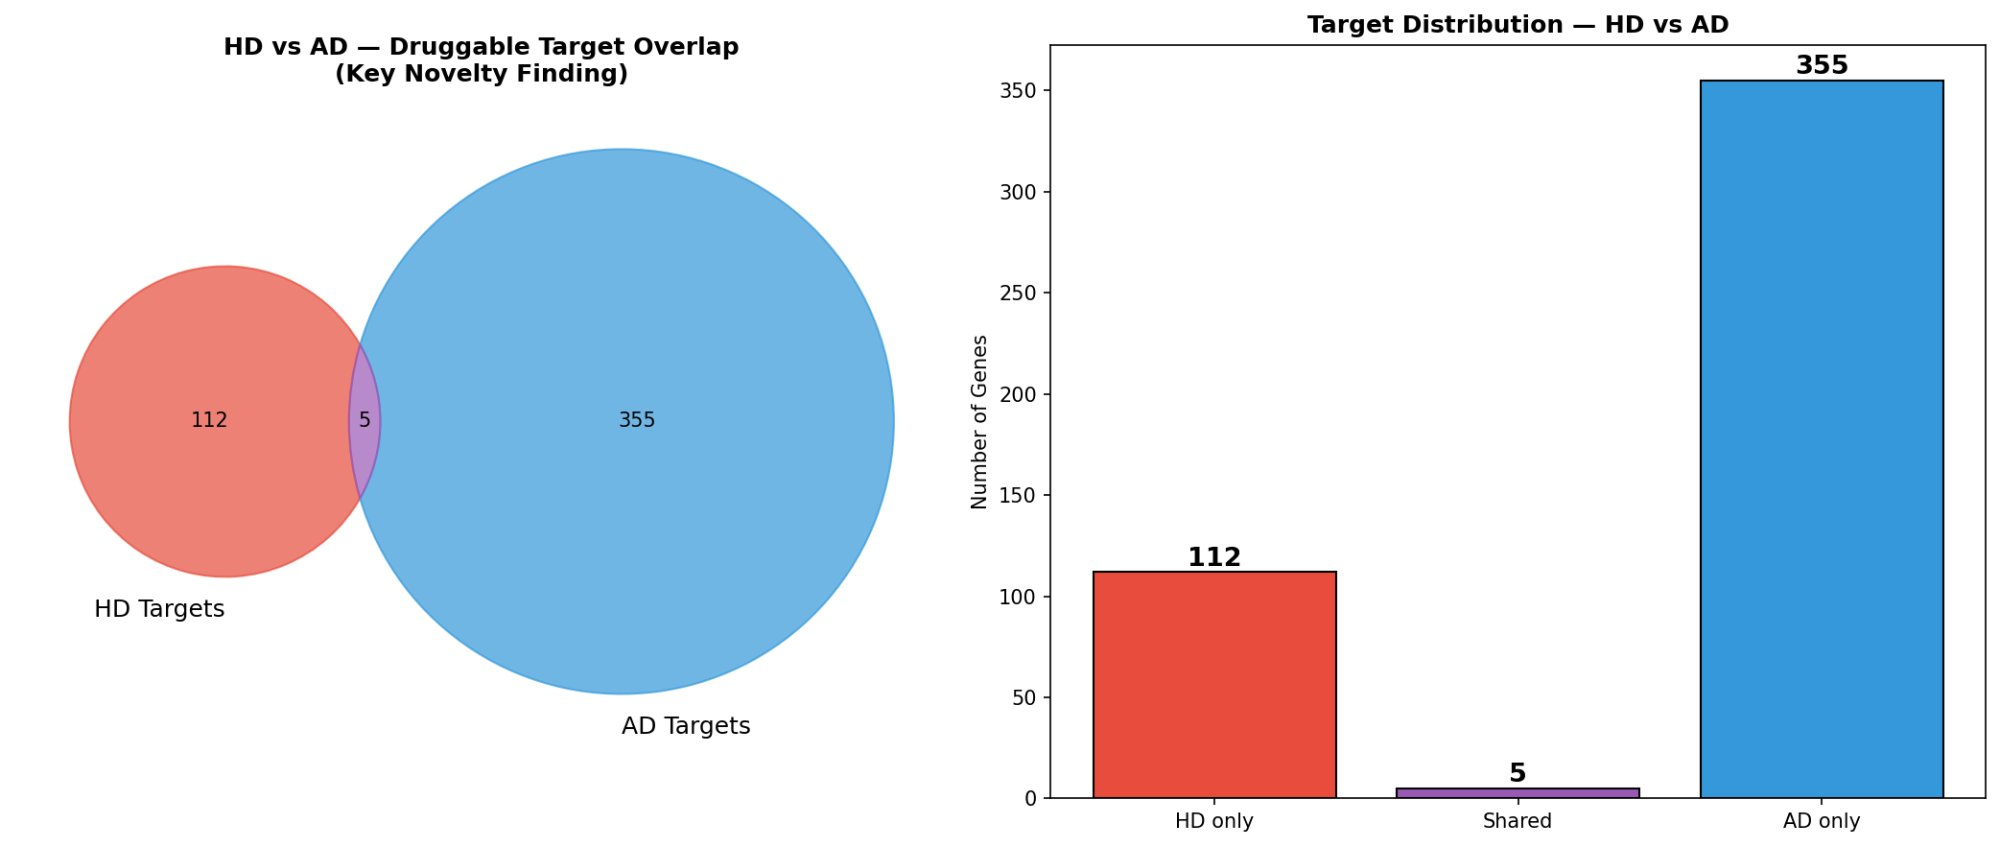 HD vs AD — Druggable Target Overlap
(Key Novelty Finding)
112
5
355
HD Targets
AD Targets
Target Distribution — HD vs AD
Number of Genes
350
300
250
200
150
100
50
0
112
5
355
HD only
Shared
AD only